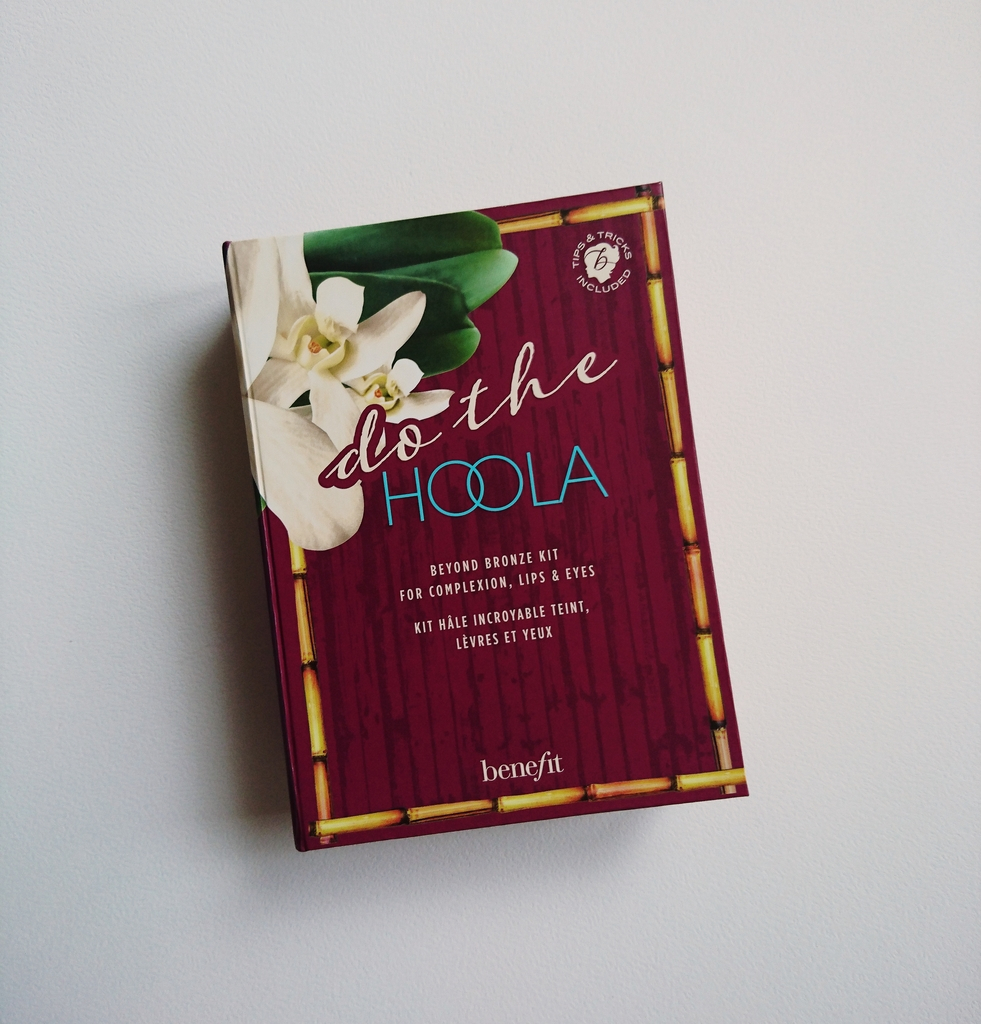 TIPS & TRICKS
b
INCLUDED
do the
HOOLA
BEYOND BRONZE KIT
FOR COMPLEXION, LIPS & EYES
KIT HÂLE INCROYABLE TEINT,
LÈVRES ET YEUX
benefit